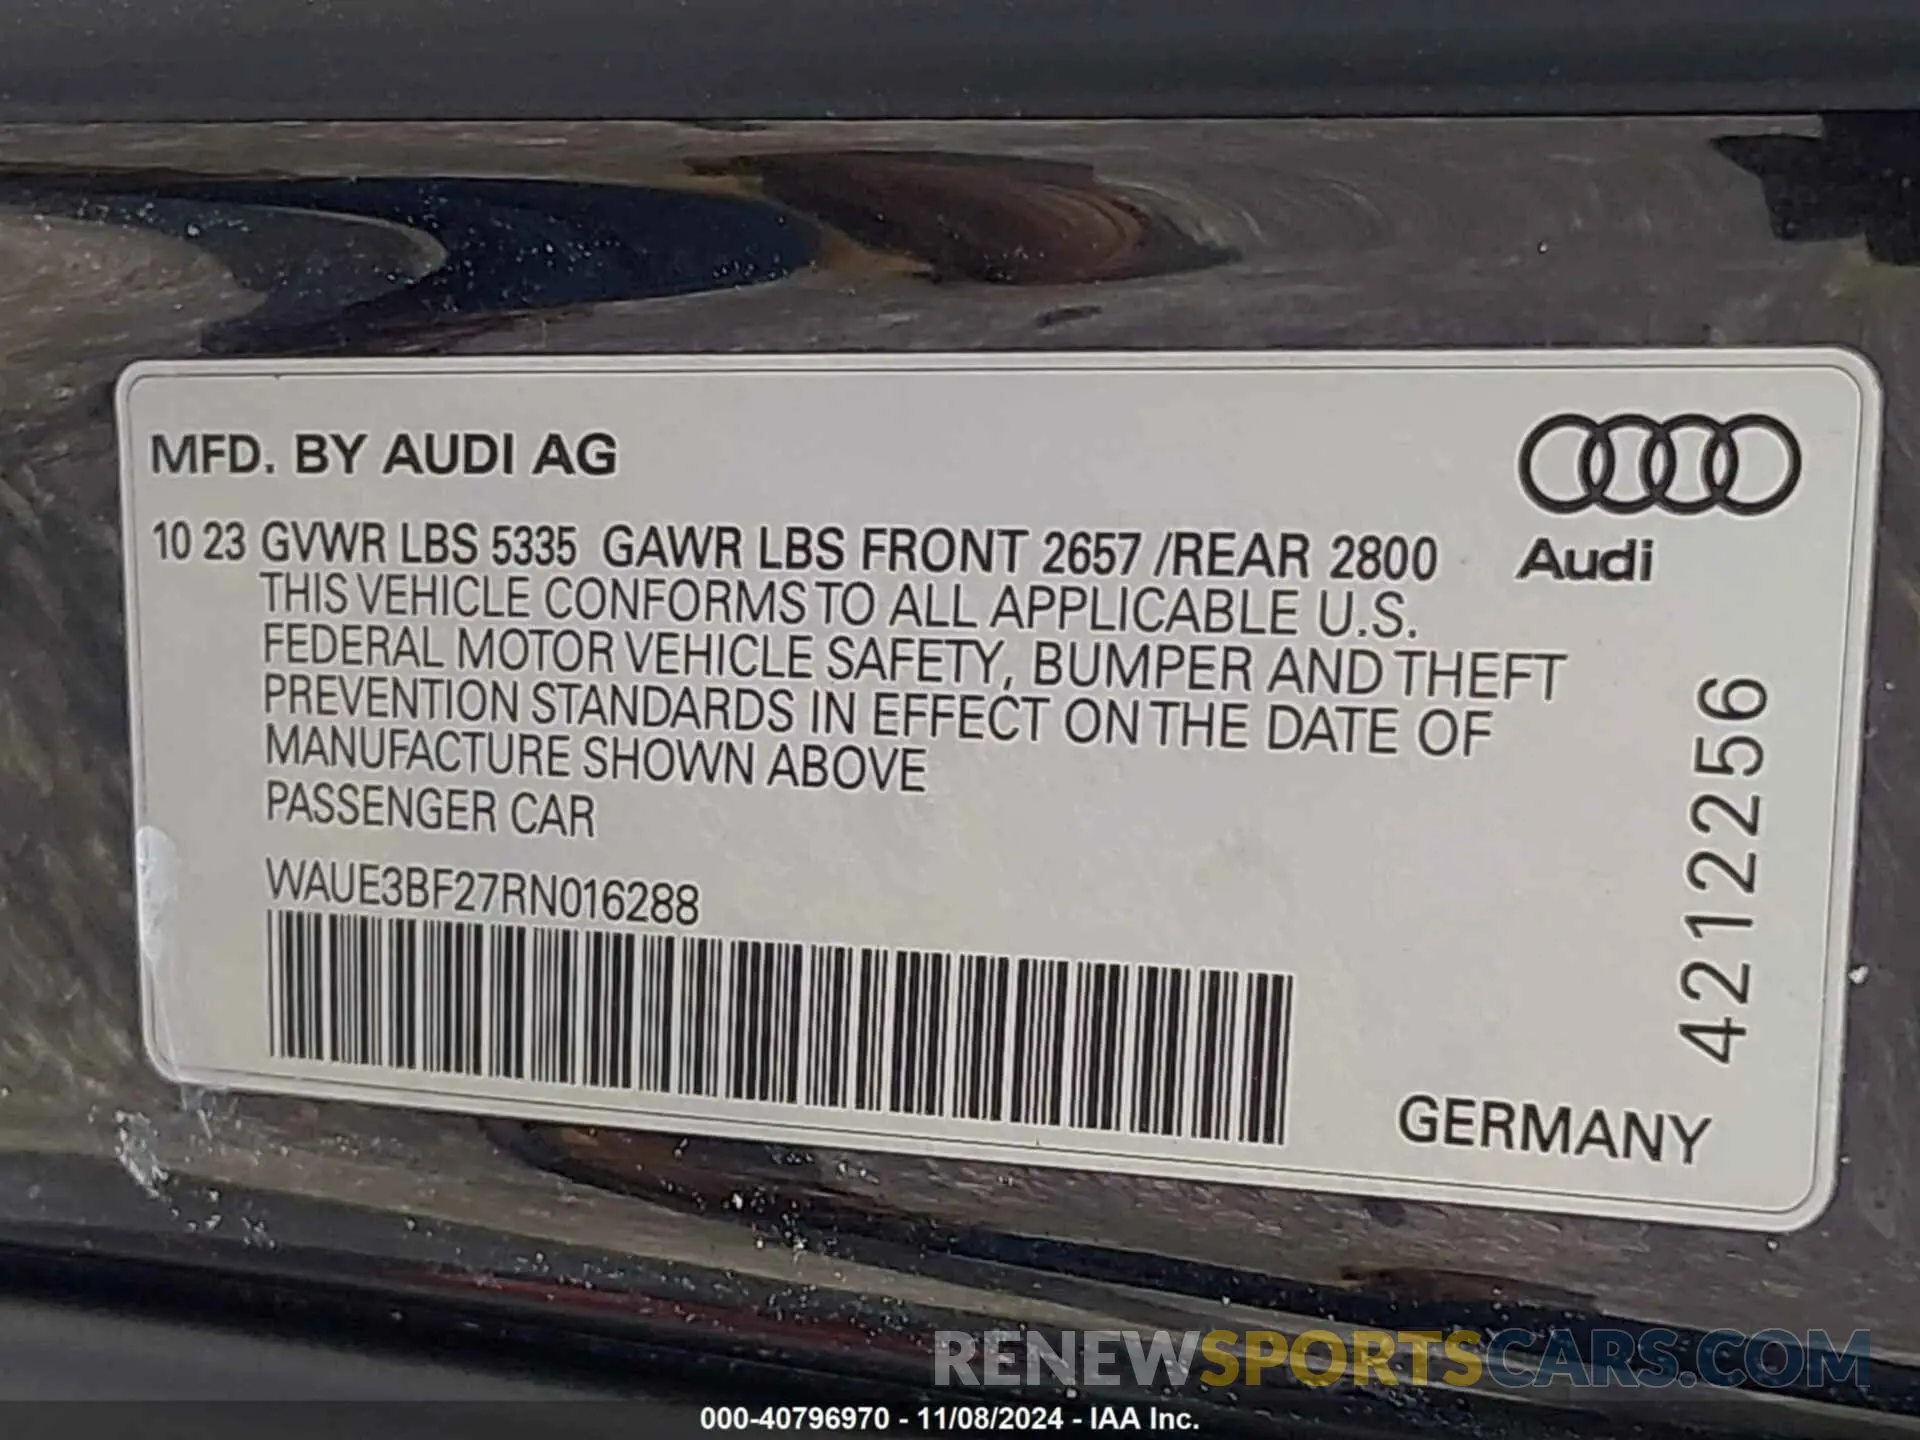 MFD. BY AUDI AG
10 23 GVWR LBS 5335 GAWR LBS FRONT 2657 /REAR 2800
Audi
THIS VEHICLE CONFORMS TO ALL APPLICABLE U.S.
FEDERAL MOTOR VEHICLE SAFETY, BUMPER AND THEFT
PREVENTION STANDARDS IN EFFECT ON THE DATE OF
MANUFACTURE SHOWN ABOVE
PASSENGER CAR
WAUE3BF27RN016288
4212256
GERMANY
RENEWSPORTSCARS.COM
000-40796970 - 11/08/2024 - IAA Inc.